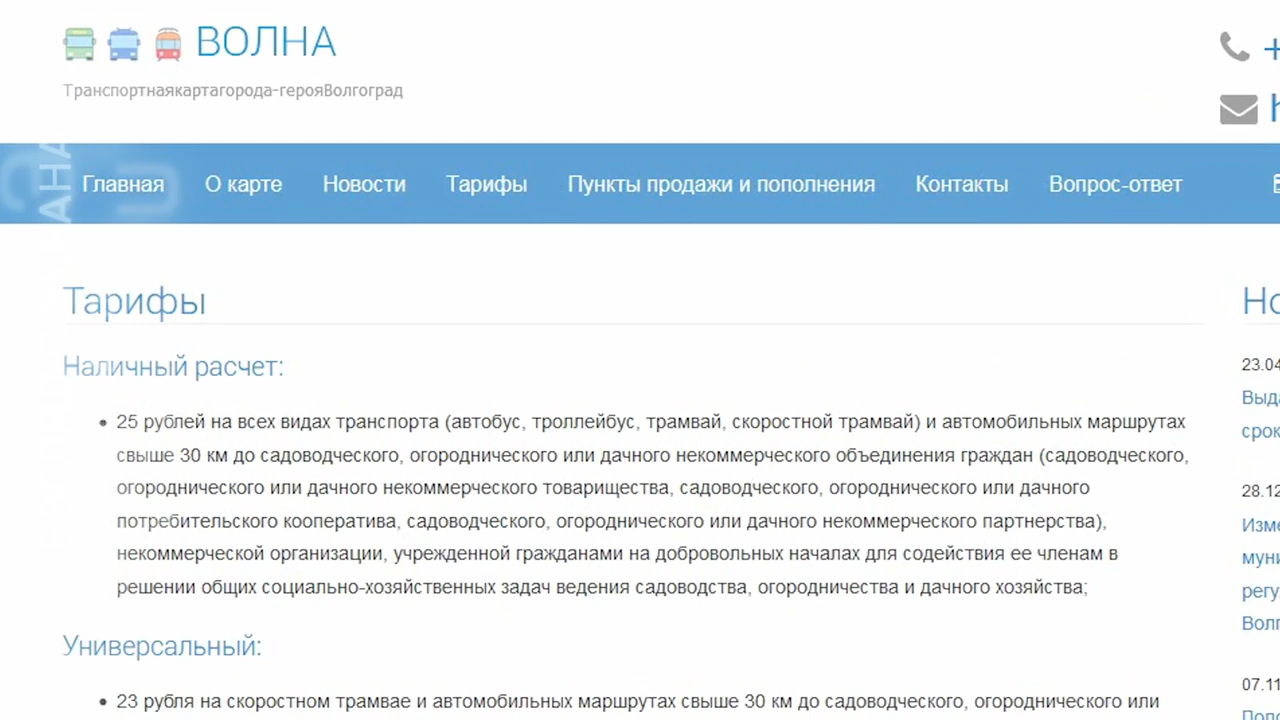 ВОЛНА
Транспортнаякартагорода-герояВолгоград
+
АНА
Главная О карте Новости Тарифы Пункты продажи и пополнения Контакты Вопрос-ответ
Тарифы
Наличный расчет:
• 25 рублей на всех видах транспорта (автобус, троллейбус, трамвай, скоростной трамвай) и автомобильных маршрутах
свыше 30 км до садоводческого, огороднического или дачного некоммерческого объединения граждан (садоводческого,
огороднического или дачного некоммерческого товарищества, садоводческого, огороднического или дачного
потребительского кооператива, садоводческого, огороднического или дачного некоммерческого партнерства),
некоммерческой организации, учрежденной гражданами на добровольных началах для содействия ее членам в
решении общих социально-хозяйственных задач ведения садоводства, огородничества и дачного хозяйства;
Универсальный:
• 23 рубля на скоростном трамвае и автомобильных маршрутах свыше 30 км до садоводческого, огороднического или
Но
23.04
Выда
срок
28.12
Изме
муни
регу
Волг
07.11